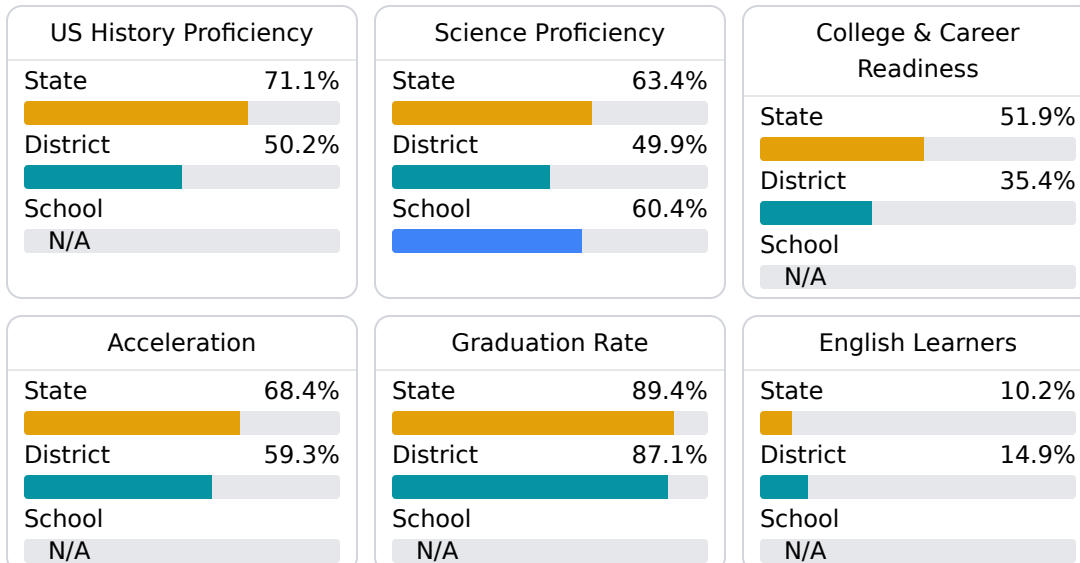 US History Proficiency
State 71.1%
District 50.2%
School
N/A
Science Proficiency
State 63.4%
District 49.9%
School 60.4%
College & Career
Readiness
State 51.9%
District 35.4%
School
N/A
Acceleration
State 68.4%
District 59.3%
School
N/A
Graduation Rate
State 89.4%
District 87.1%
School
N/A
English Learners
State 10.2%
District 14.9%
School
N/A